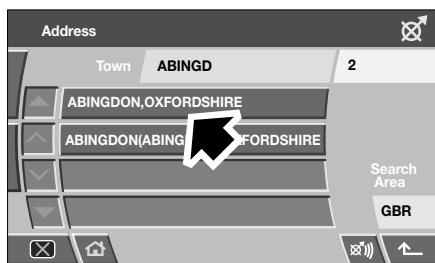 Address
Town ABINGD 2
ABINGDON,OXFORDSHIRE
ABINGDON(ABING FORDSHIRE
Search
Area
GBR